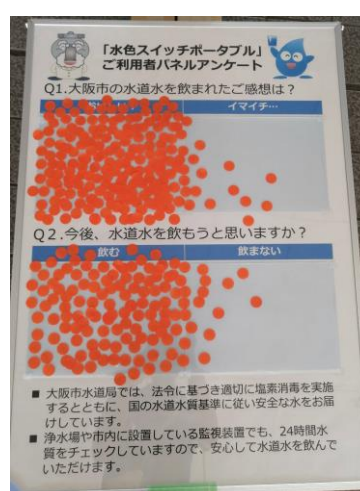 「水色スイッチポータブル」
ご利用者パネルアンケート
Q1.大阪市の水道水を飲まれたご感想は？
イマイチ…
Q2.今後、水道水を飲もうと思いますか？
飲む 飲まない
■ 大阪市水道局では、法令に基づき適切に塩素消毒を実施
するとともに、国の水道水質基準に従い安全な水をお届
けしています。
■ 浄水場や市内に設置している監視装置でも、24時間水
質をチェックしていますので、安心して水道水を飲んで
いただけます。